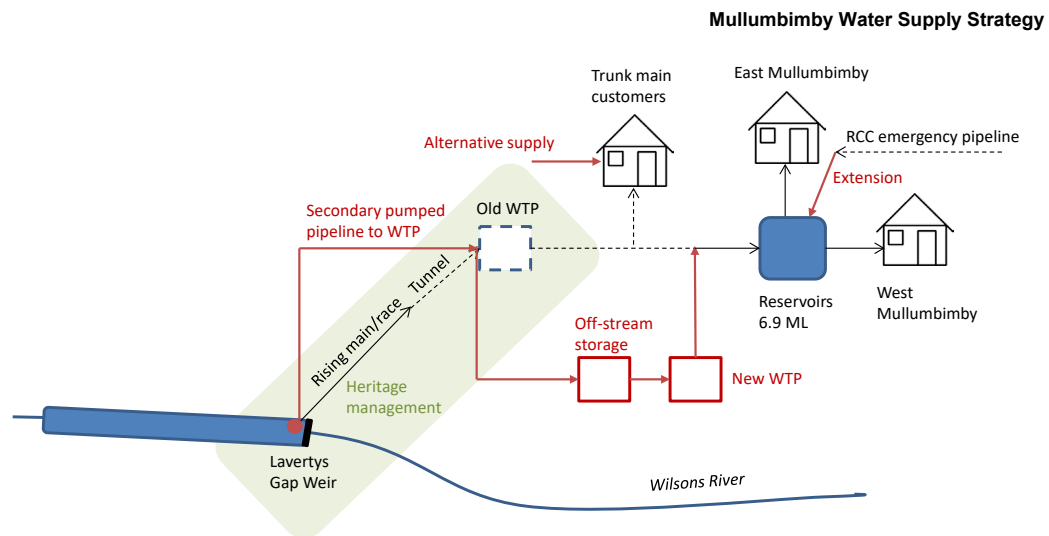 Mullumbimby Water Supply Strategy
East Mullumbimby
Trunk main
customers
RCC emergency pipeline
Alternative supply
Extension
Secondary pumped
pipeline to WTP
Old WTP
Tunnel
Rising main/race
Reservoirs
6.9 ML
West
Mullumbimby
Off-stream
storage
New WTP
Heritage
management
Lavertys
Gap Weir
Wilsons River